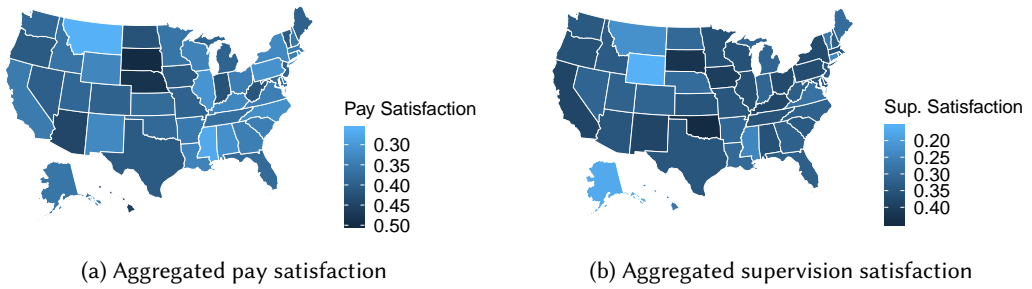 Pay Satisfaction
0.30
0.35
0.40
0.45
0.50
Sup. Satisfaction
0.20
0.25
0.30
0.35
0.40
(a) Aggregated pay satisfaction
(b) Aggregated supervision satisfaction